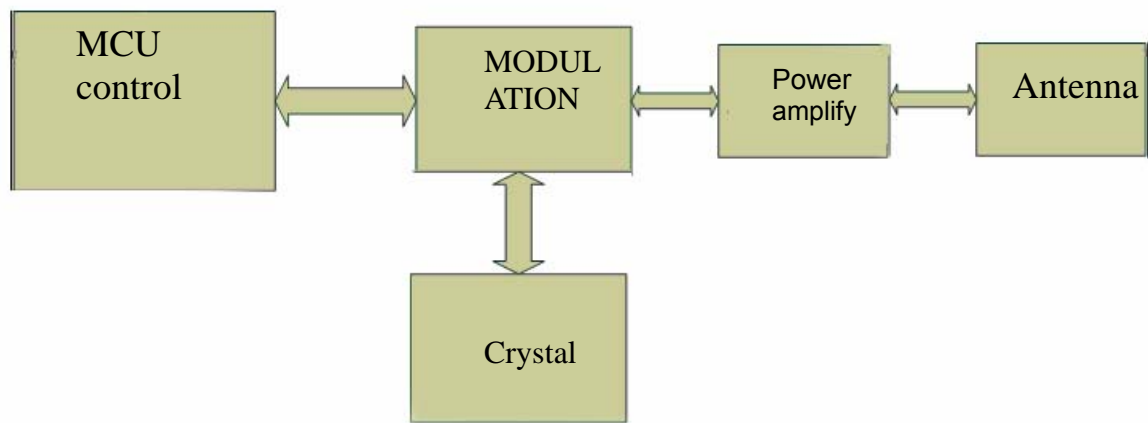 MCU
control
MODUL
ATION
Power
amplify
Antenna
Crystal